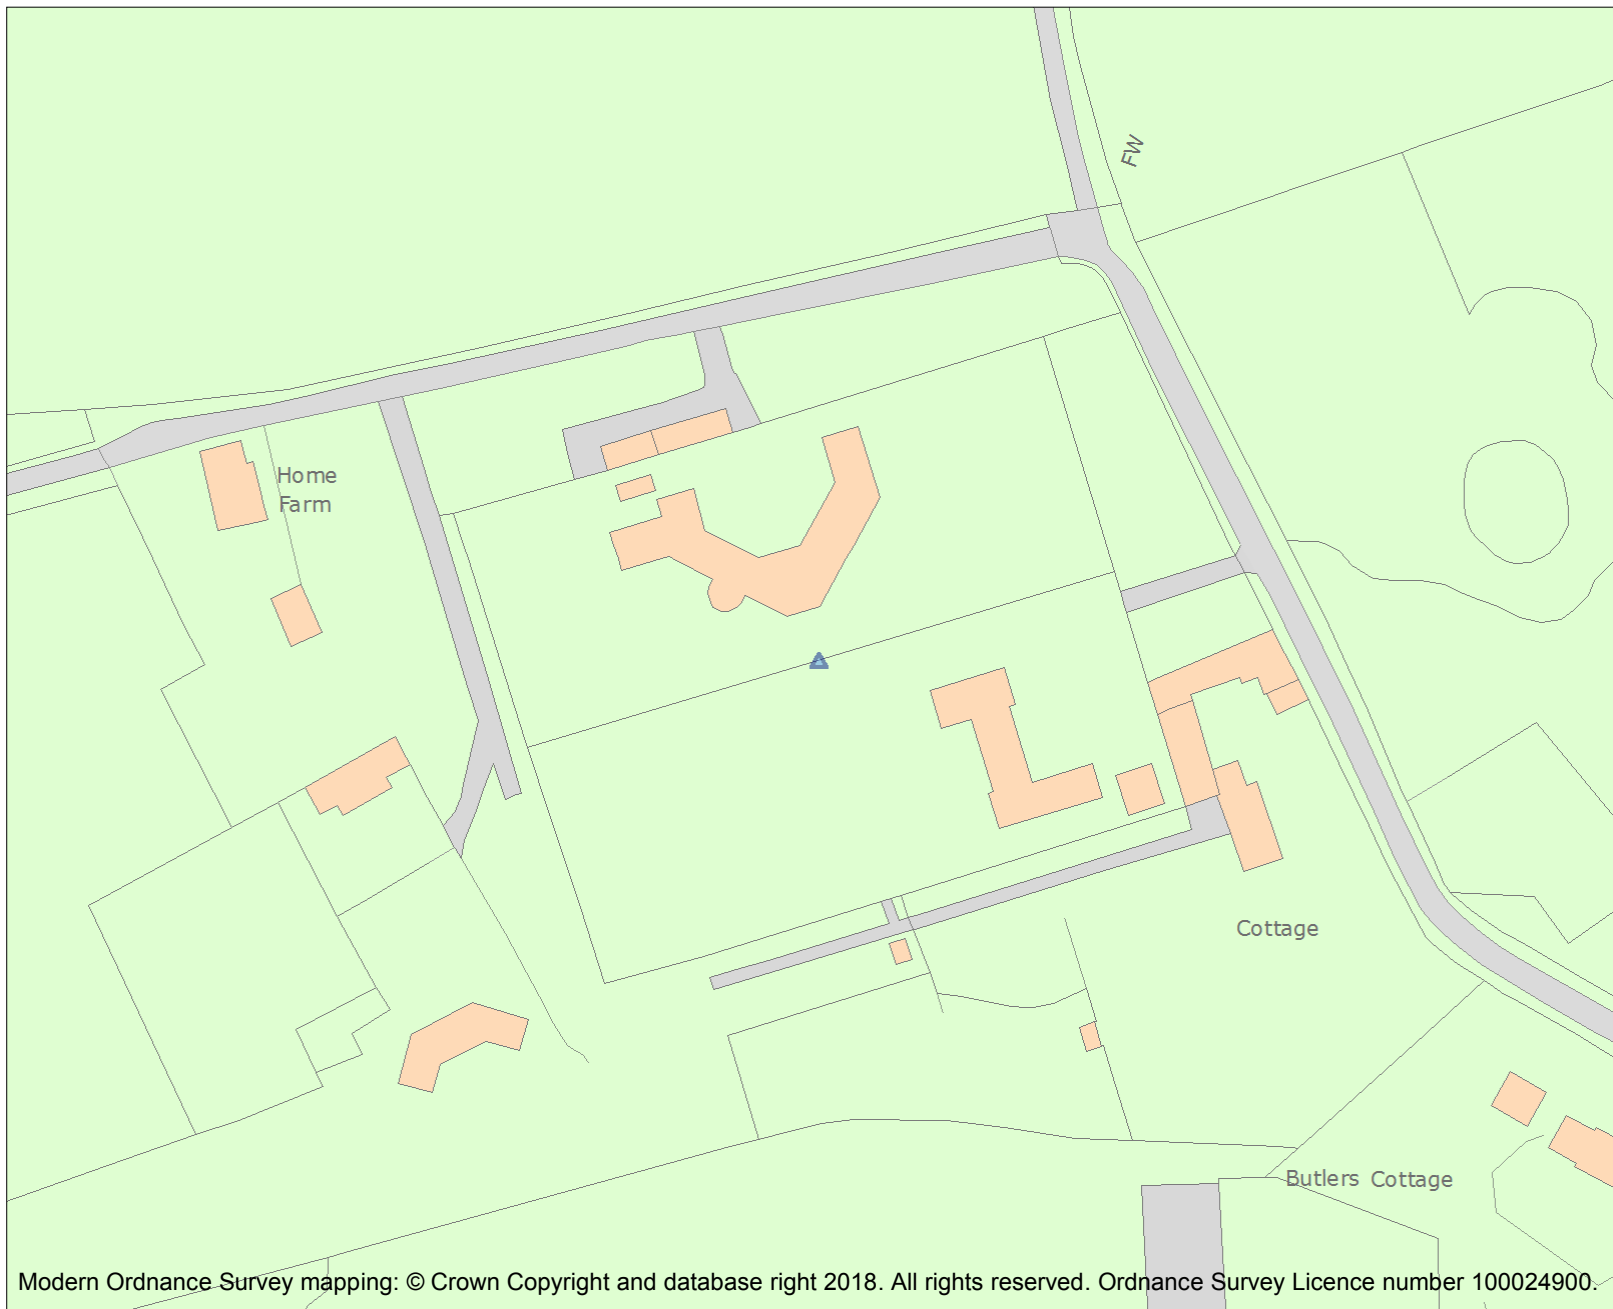 FW
Home
Farm
Cottage
Butlers Cottage
Modern Ordnance Survey mapping: © Crown Copyright and database right 2018. All rights reserved. Ordnance Survey Licence number 100024900.